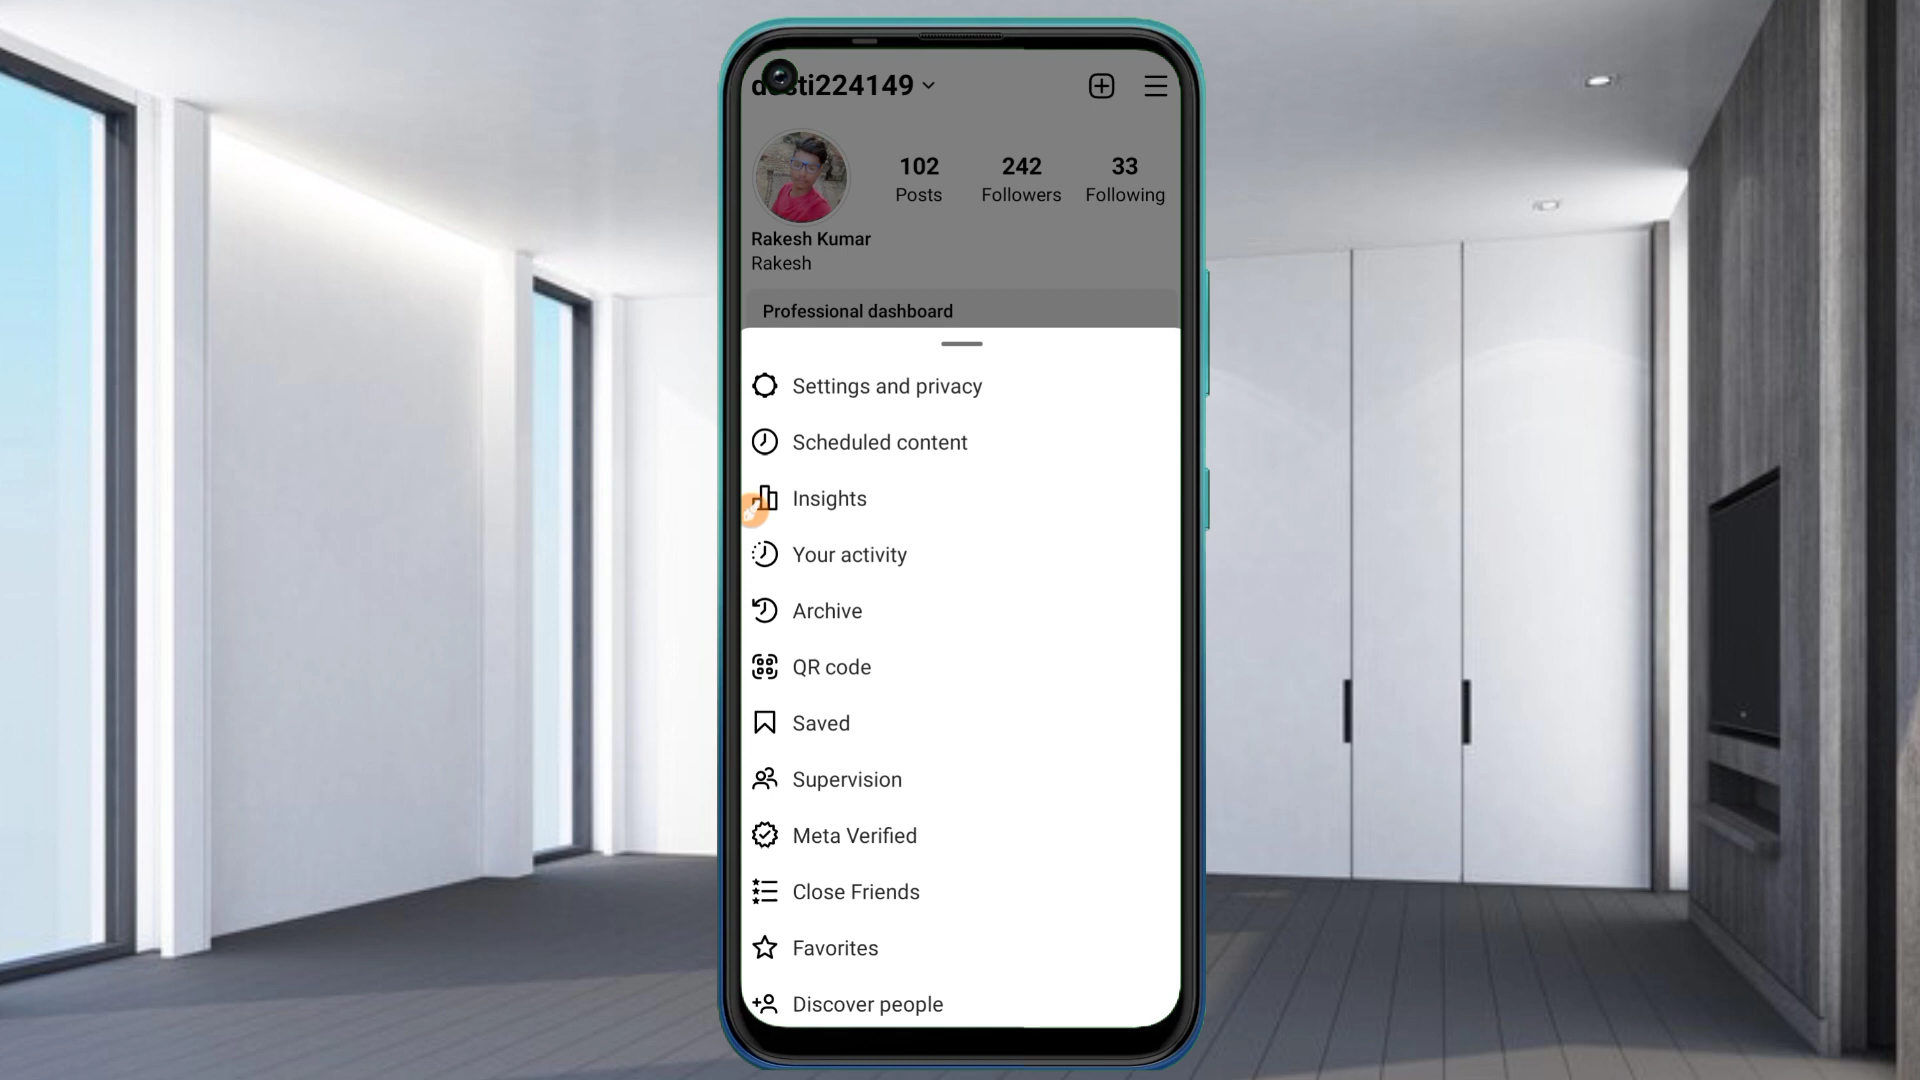 102
242
33
Posts
Followers
Following
Rakesh Kumar
Rakesh
Professional dashboard
Settings and privacy
Scheduled content
Insights
Your activity
Archive
QR code
Saved
Supervision
Meta Verified
Close Friends
Favorites
Discover people